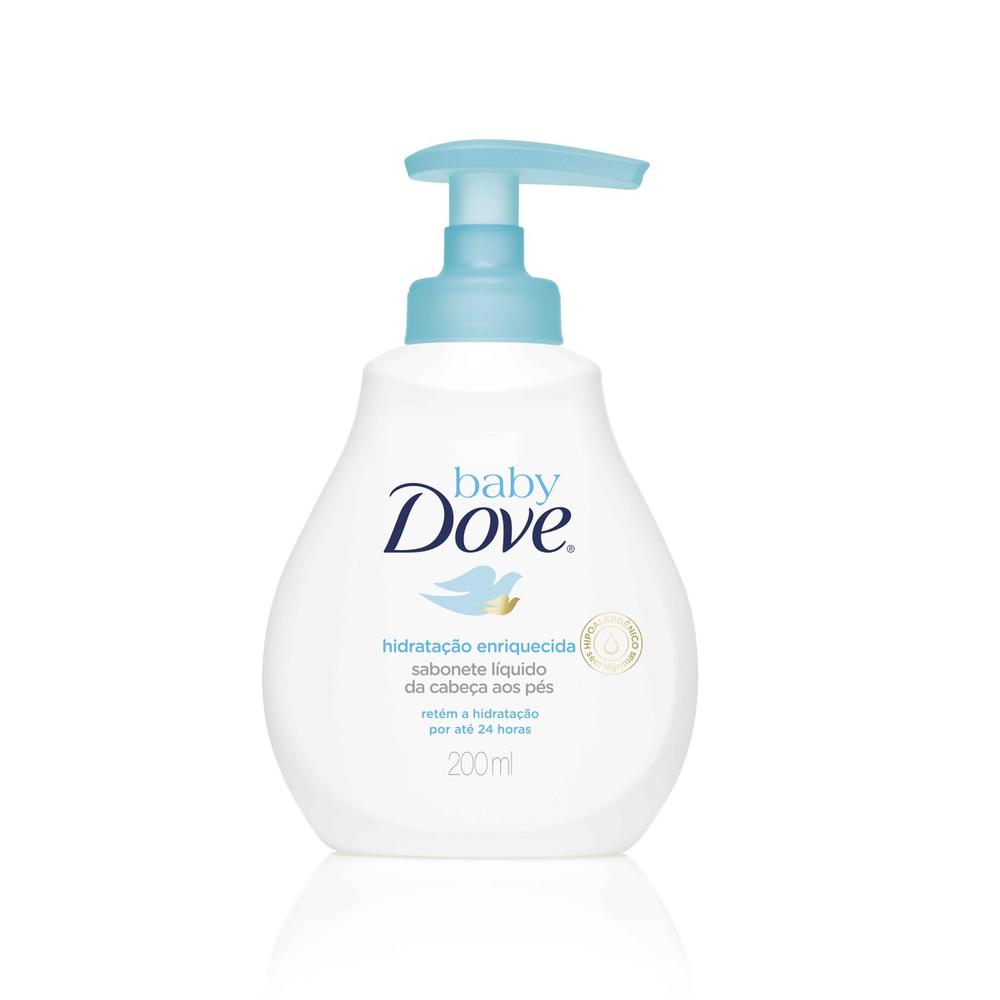 baby
Dove®
hidratação enriquecida
sabonete líquido
da cabeça aos pés
retém a hidratação
por até 24 horas
200ml
HIPOALERGÊNICO
sem lágrimas